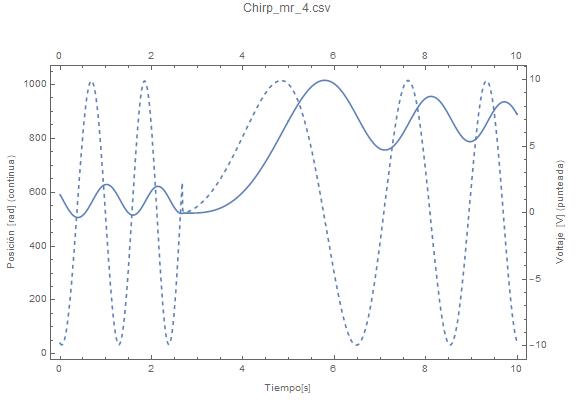 Chirp_mr_4.csv
0 2 4 6 8 10
1000
800
600
400
200
0
Posición [rad] (continua)
10
5
0
-5
-10
Voltaje [V] (punteada)
0 2 4 6 8 10
Tiempo[s]